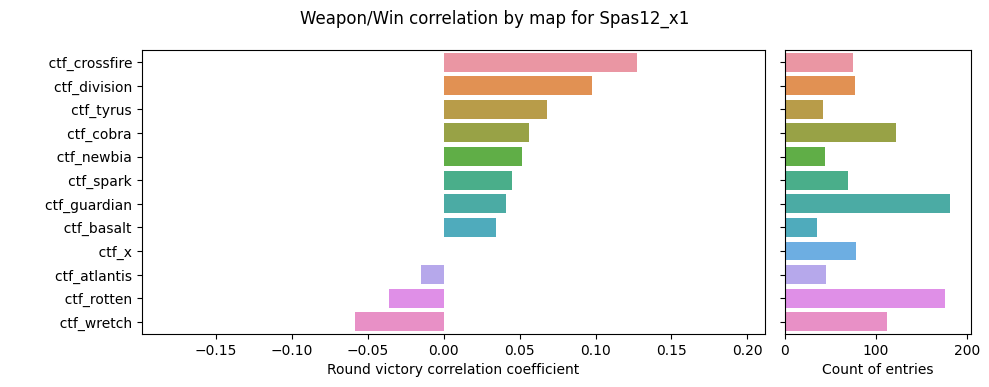 Weapon/Win correlation by map for Spas12_x1
ctf_crossfire
ctf_division
ctf_tyrus
ctf_cobra
ctf_newbia
ctf_spark
ctf_guardian
ctf_basalt
ctf_x
ctf_atlantis
ctf_rotten
ctf_wretch
−0.15 −0.10 −0.05 0.00 0.05 0.10 0.15 0.20
Round victory correlation coefficient
0 100 200
Count of entries